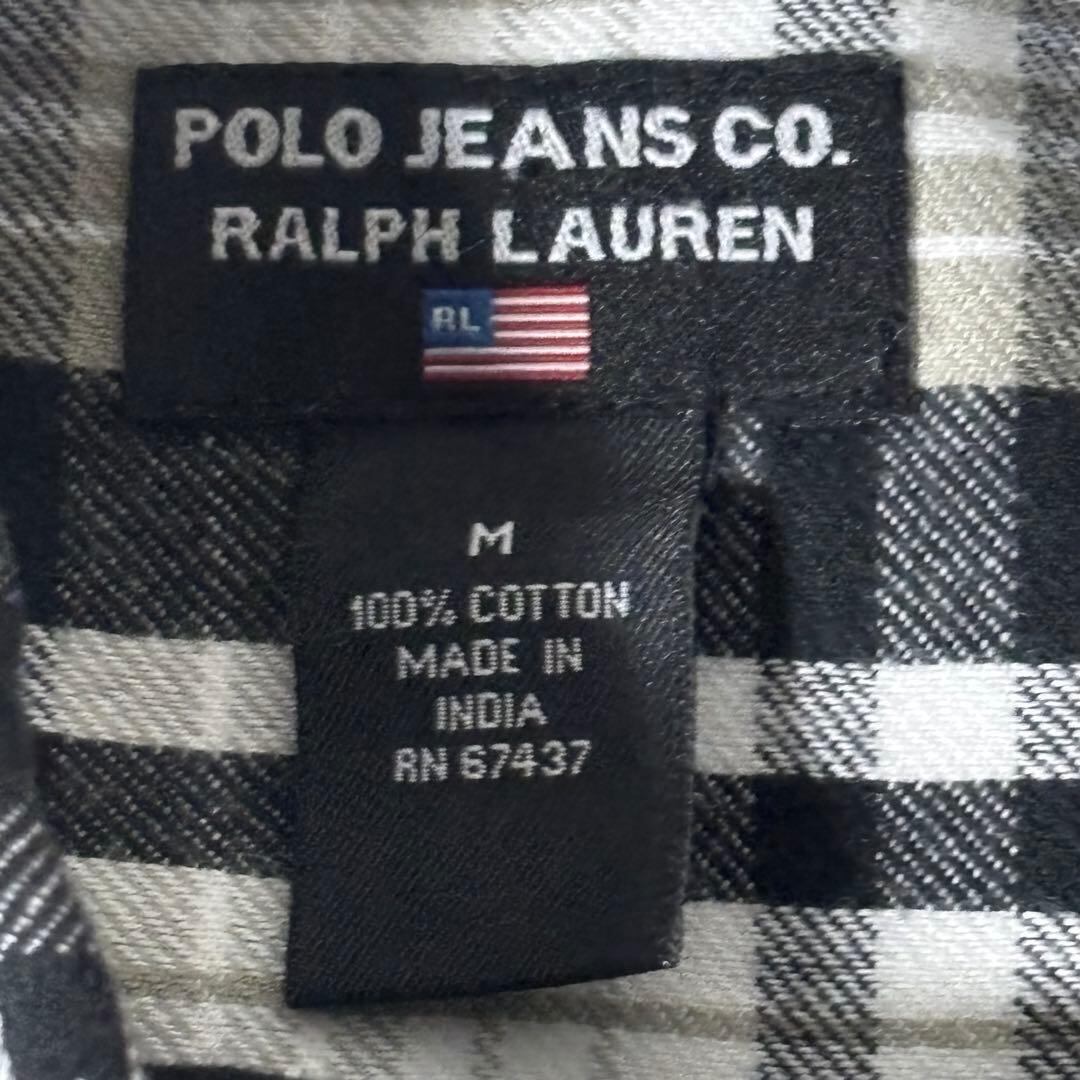 POLO JEANS CO.
RALPH LAUREN
RL
M
100% COTTON
MADE IN
INDIA
RN 67437